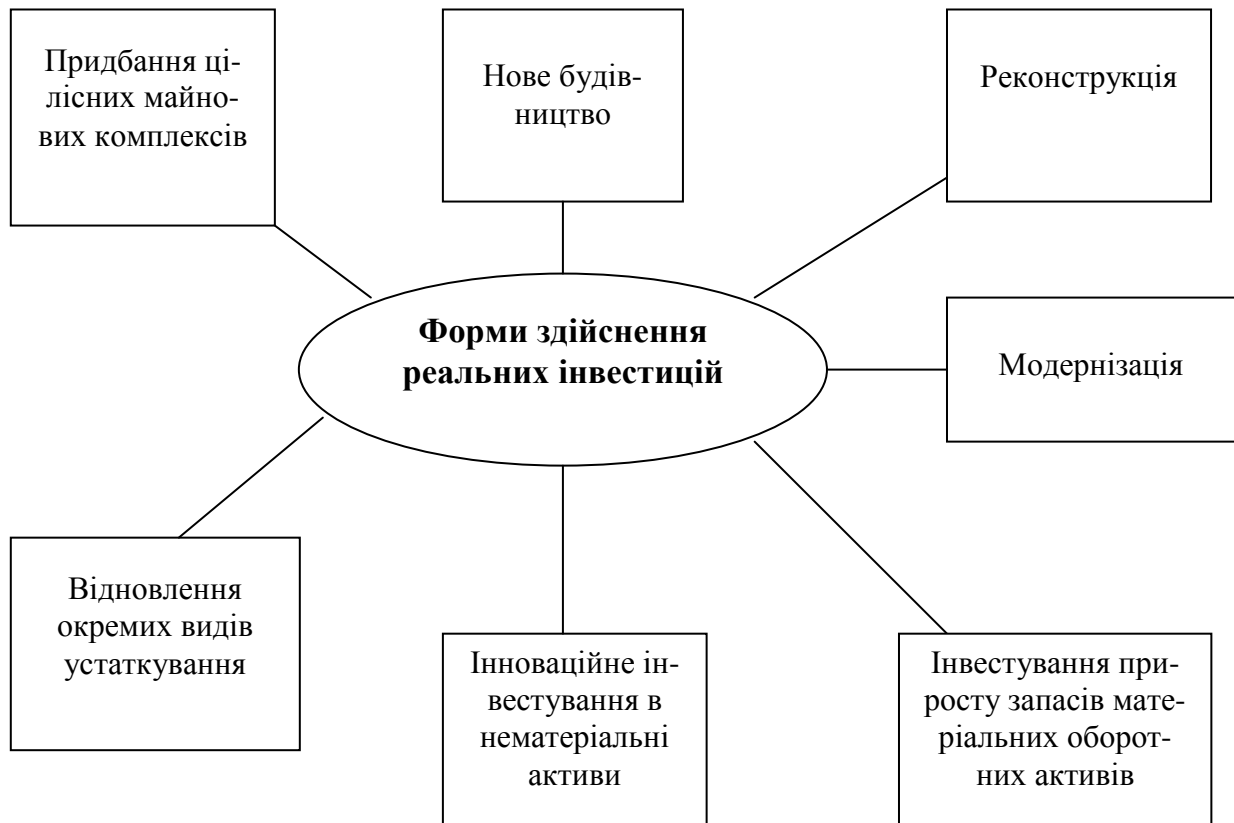 Придбання ці-
лісних майно-
вих комплексів
Нове будів-
ництво
Реконструкція
Форми здійснення
реальних інвестицій
Модернізація
Відновлення
окремих видів
устаткування
Інноваційне ін-
вестування в
нематеріальні
активи
Інвестування при-
росту запасів мате-
ріальних оборот-
них активів